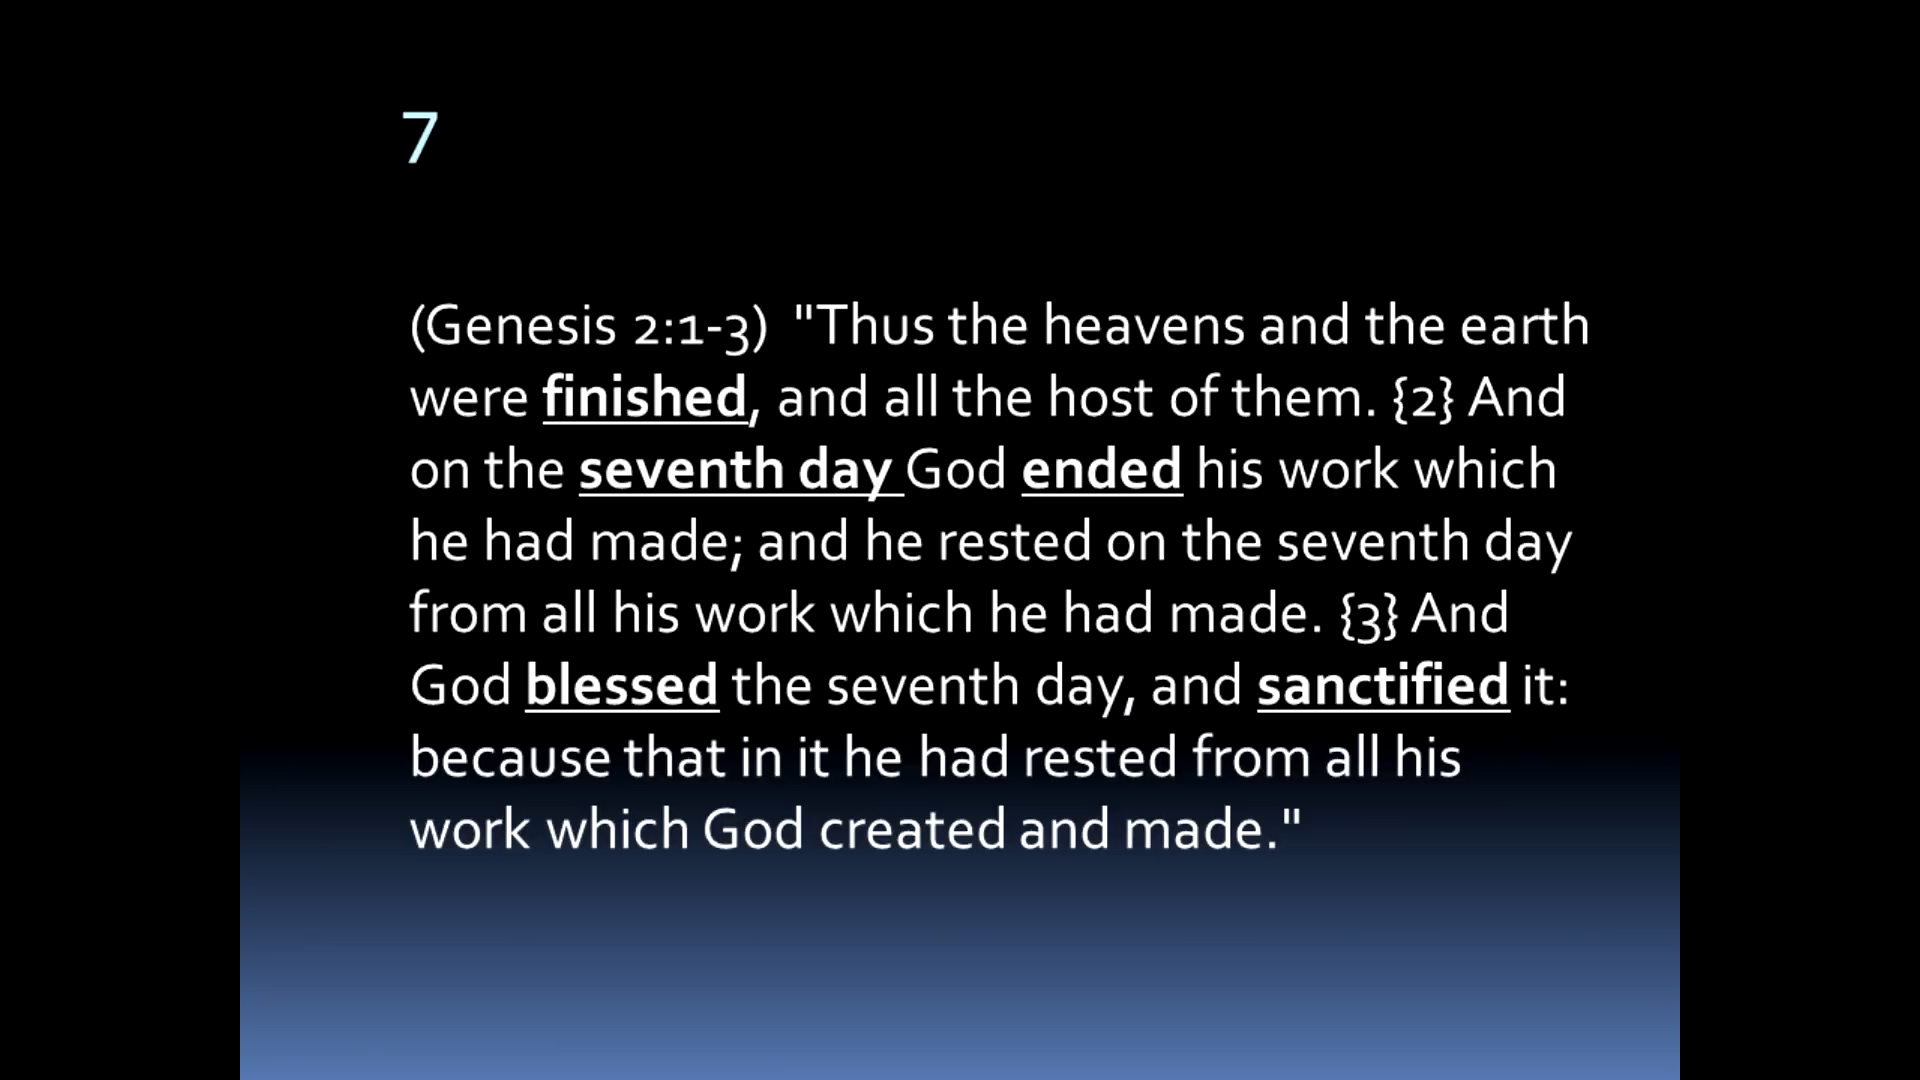 7
(Genesis 2:1-3)  "Thus the heavens and the earth
were finished, and all the host of them. {2} And
on the seventh day God ended his work which
he had made; and he rested on the seventh day
from all his work which he had made. {3} And
God blessed the seventh day, and sanctified it:
because that in it he had rested from all his
work which God created and made."